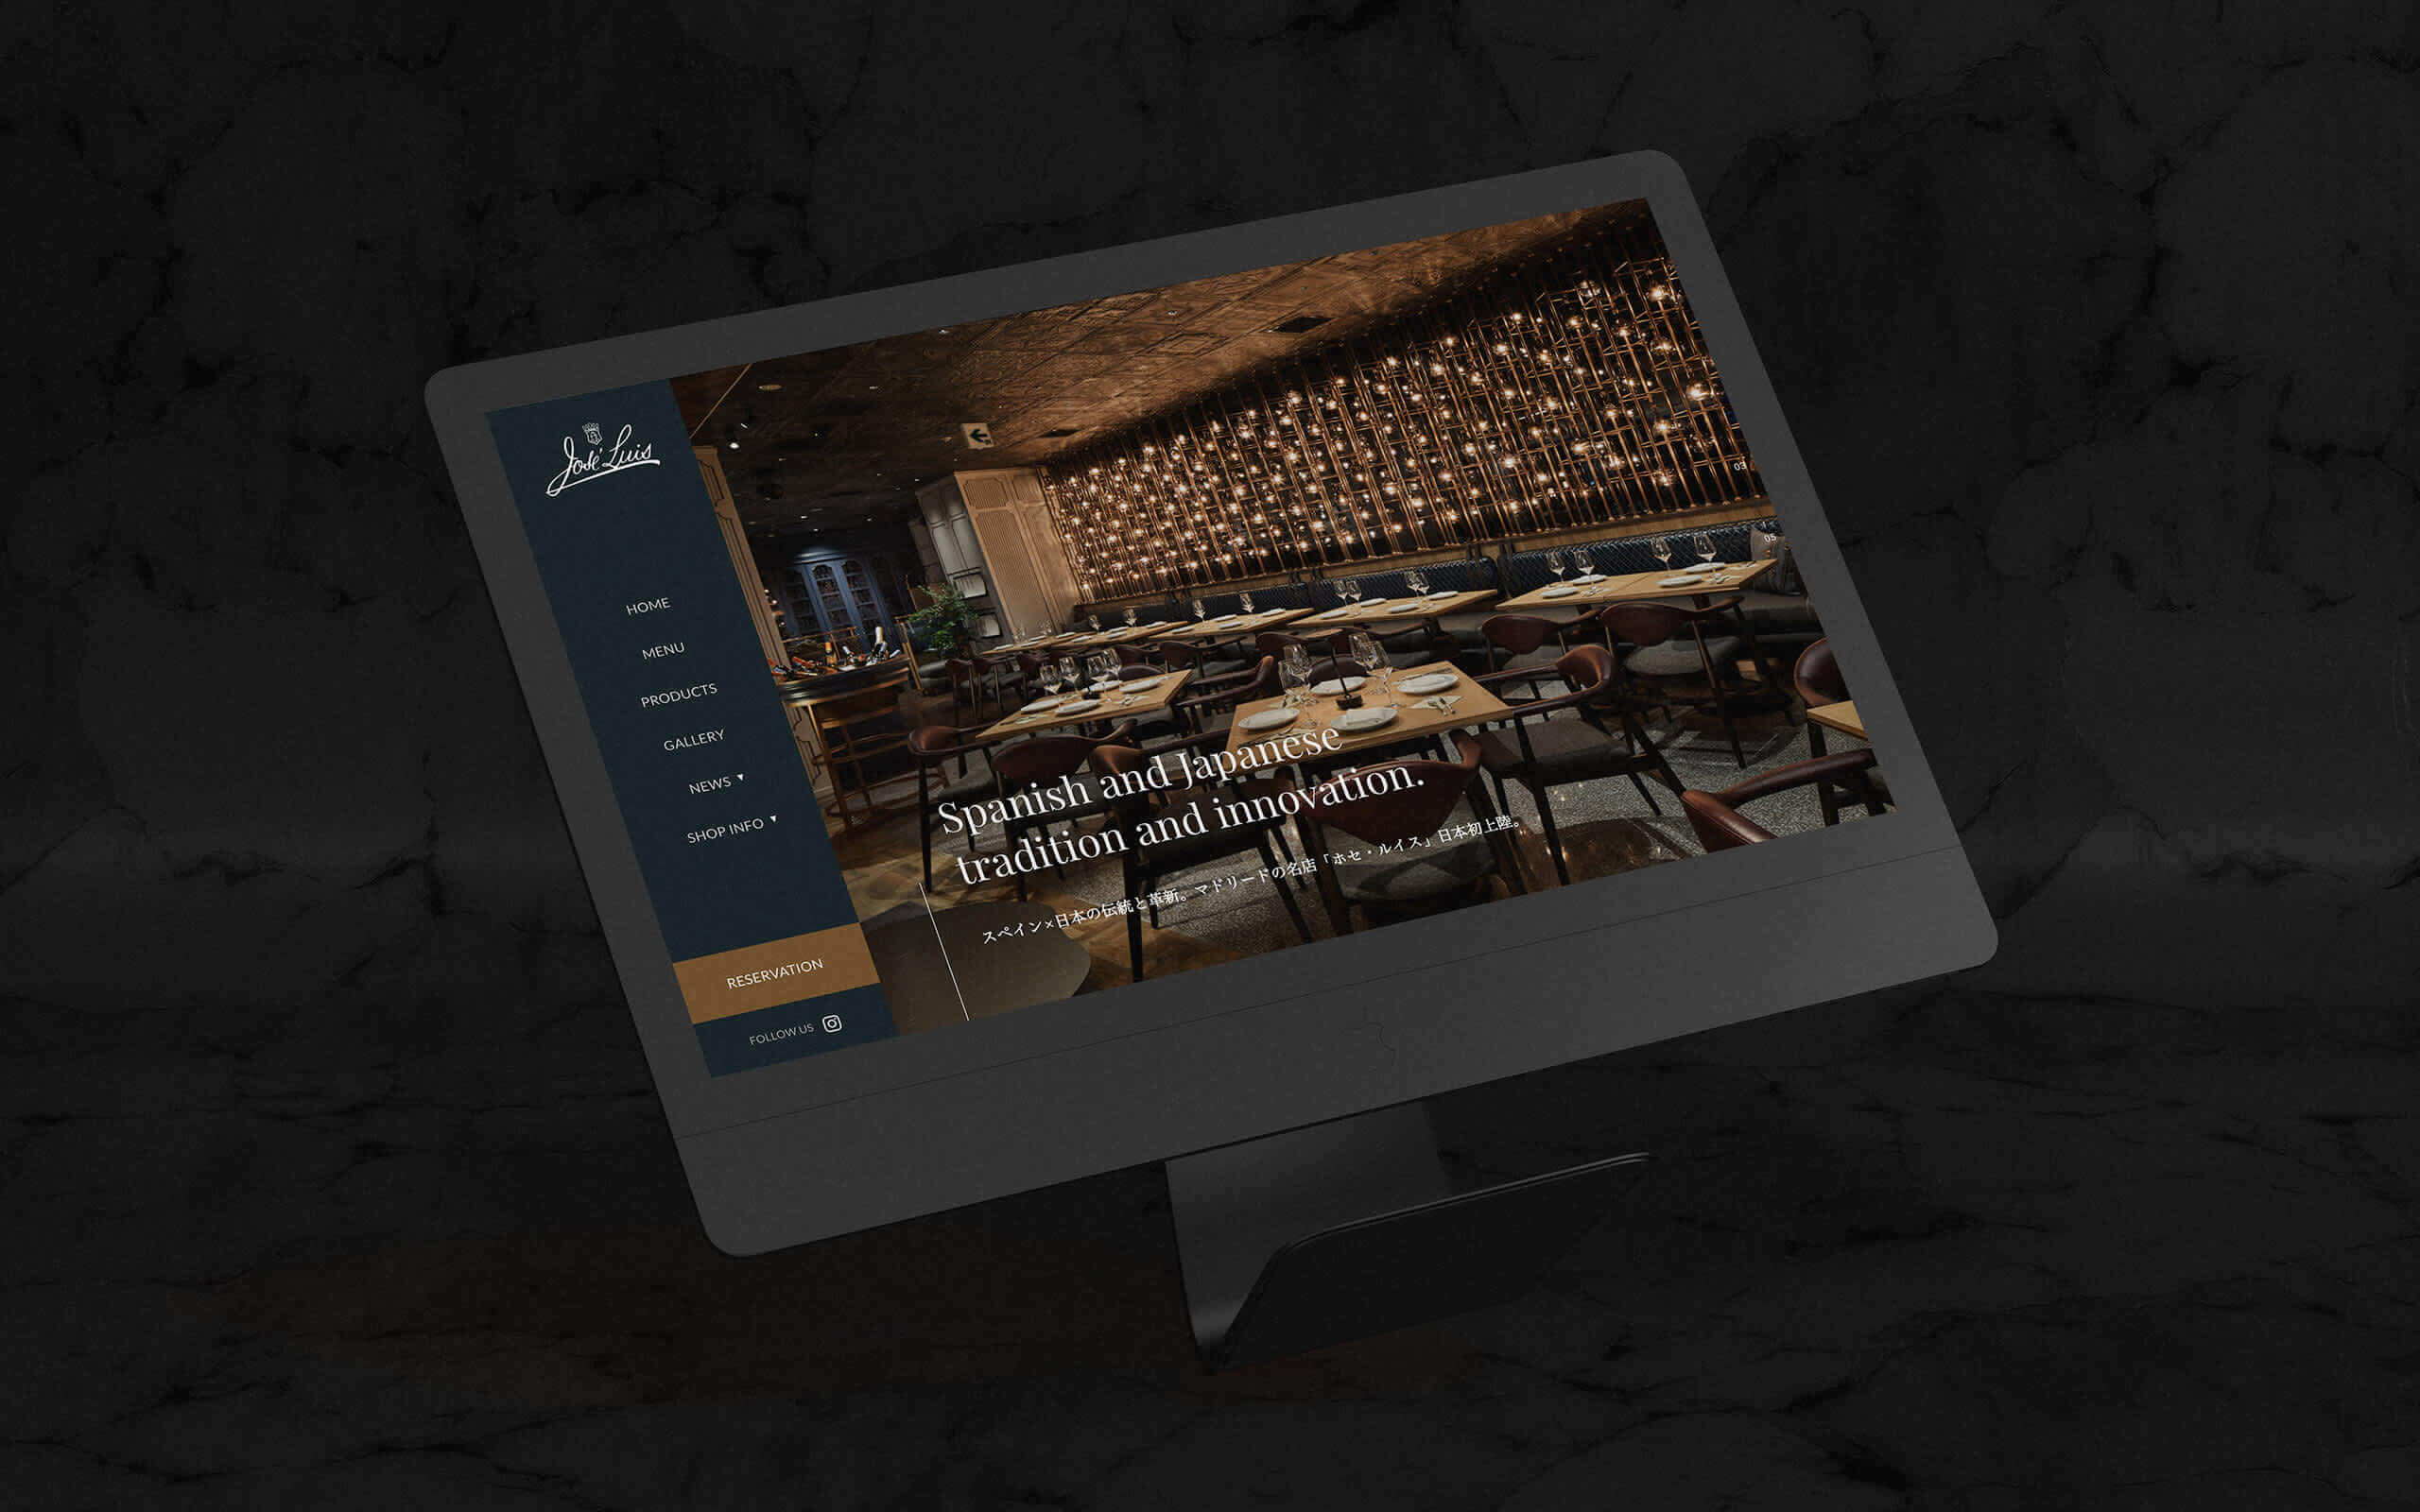 José Luis
HOME
MENU
PRODUCTS
GALLERY
NEWS ▼
SHOP INFO ▼
RESERVATION
FOLLOW US
Spanish and Japanese
tradition and innovation.
スペイン×日本の伝統と革新。マドリードの名店「ホセ・ルイス」日本初上陸。
03
05